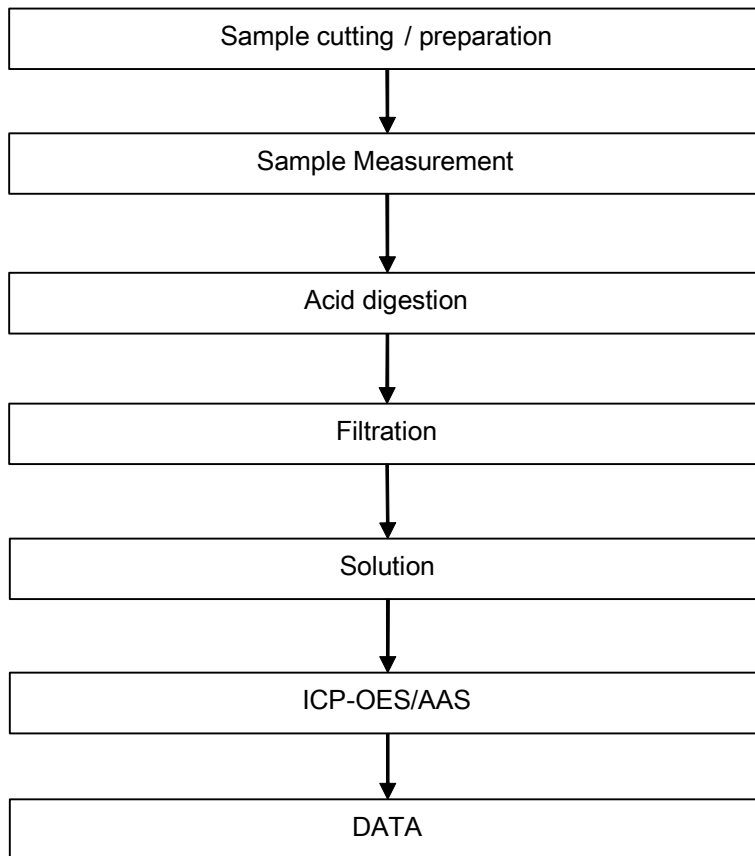 Sample cutting / preparation
Sample Measurement
Acid digestion
Filtration
Solution
ICP-OES/AAS
DATA